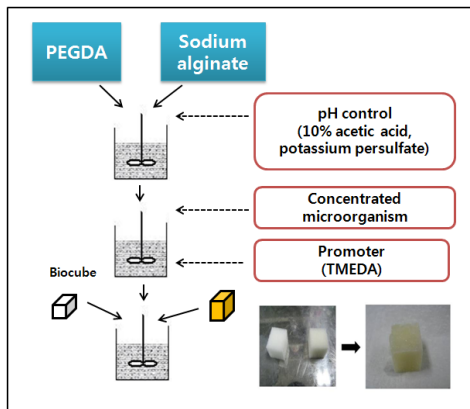 PEGDA
Sodium
alginate
pH control
(10% acetic acid,
potassium persulfate)
Concentrated
microorganism
Promoter
(TMEDA)
Biocube